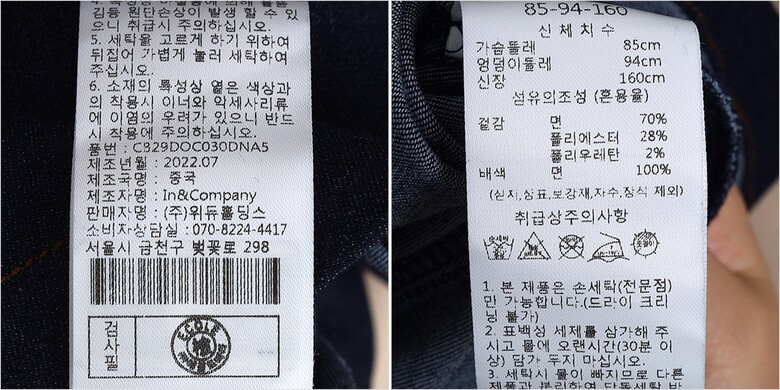 김등 원단손상이 발생할 수 있
으니 취급시 주의하십시오.
5. 세탁을 고르게 하기 위하여
뒤집어 가볍게 눌러 세탁하여
주십시오.
6. 소재의 특성상 옅은 색상과
의 착용시 이너와 악세사리류
에 이염의 우려가 있으니 반드
시 착용에 주의하십시오.
품번 : CB29DOC030DNA5
제조년월 : 2022.07
제조국명 : 중국
제조자명 : In&Company
판매자명 : (주)위듀홀딩스
소비자상담실 : 070-8224-4417
서울시 금천구 벚꽃로 298
검사필
ECOLE
85-94-160
신체치수
가슴둘레 85cm
엉덩이둘레 94cm
신장 160cm
섬유의조성 (혼용율)
겉감 면 70%
폴리에스터 28%
폴리우레탄 2%
배색 면 100%
(심지,상표,보강재,자수,장식 제외)
취급상주의사항
1. 본 제품은 손세탁(전문점)
만 가능합니다.(드라이 크리
닝 불가)
2. 표백성 세제를 삼가해 주
시고 물에 오랜시간(30분 이
상) 담가 두지 마십시오.
3. 세탁시 물이 빠지므로 다른
제품과 분리하여 단독세탁